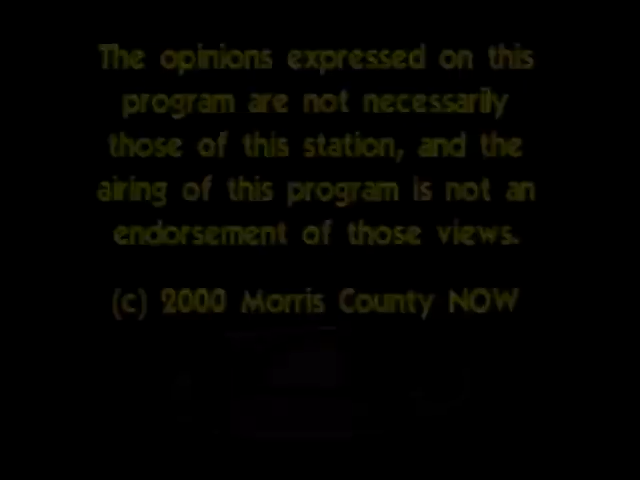 The opinions expressed on this
program are not necessarily
those of this station, and the
airing of this program is not an
endorsement of those views.
(c) 2000 Morris County NOW